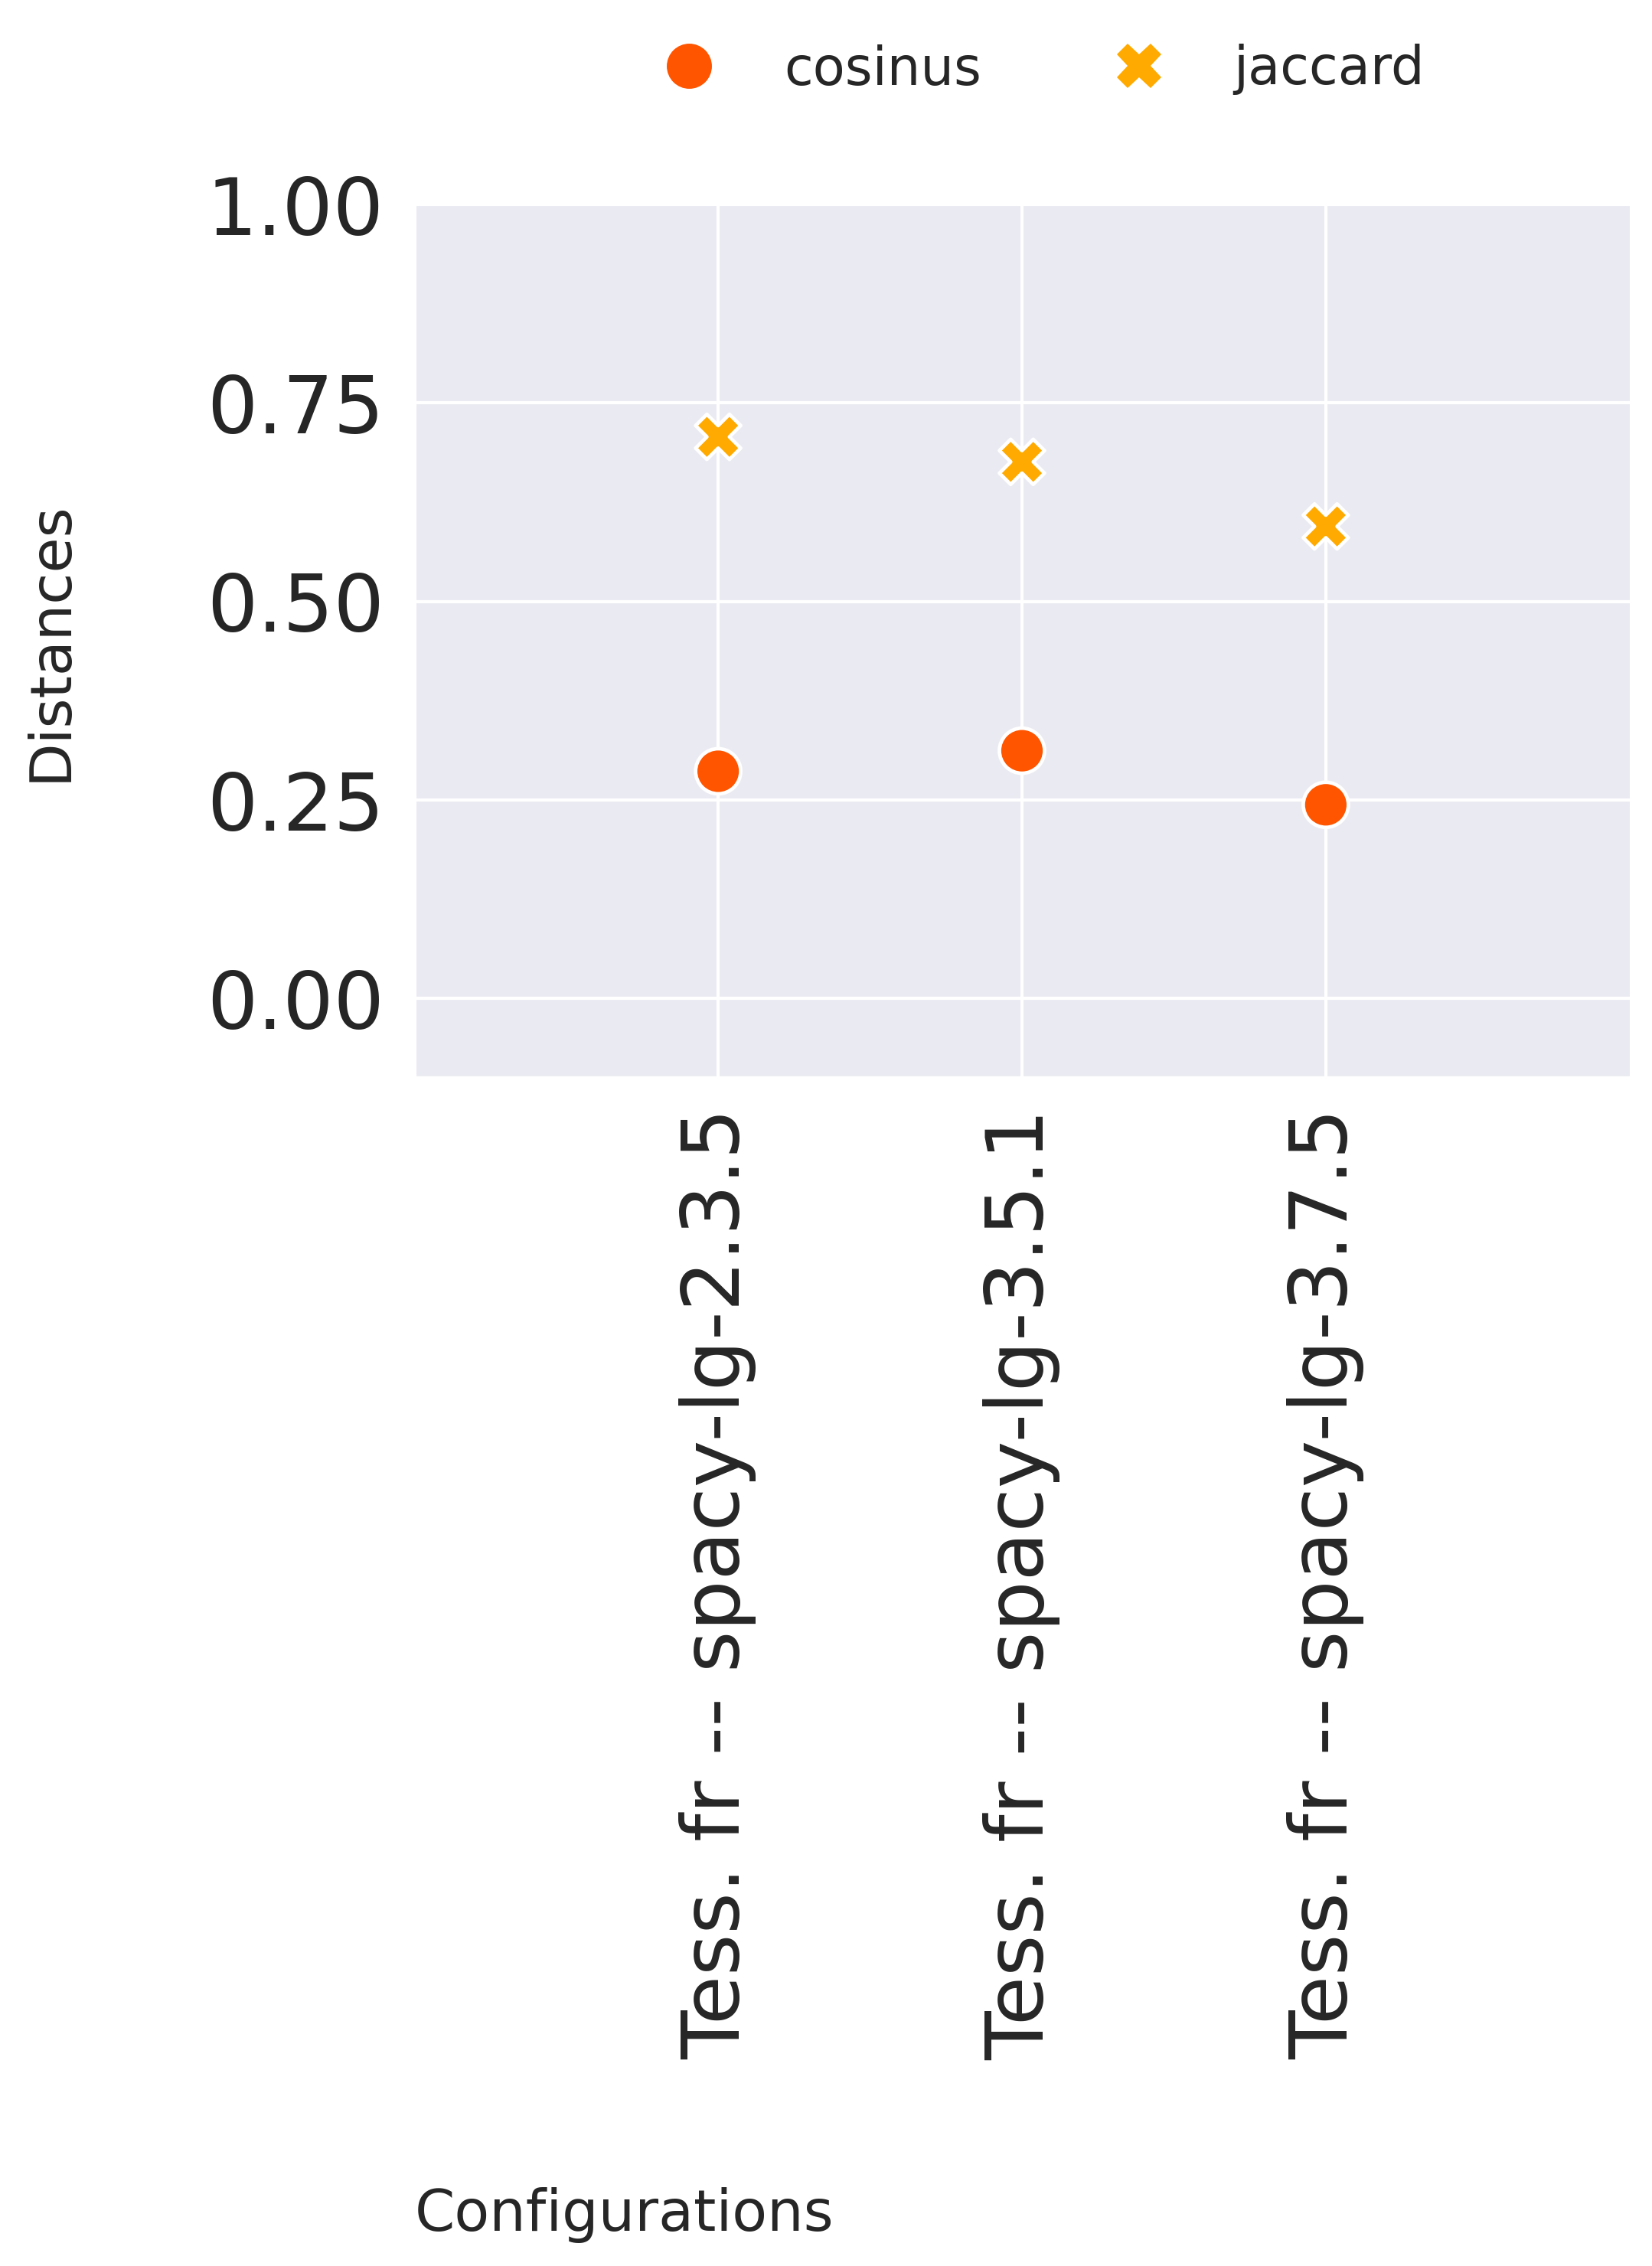 cosinus jaccard
1.00
0.75
0.50
0.25
0.00
Distances
Tess. fr -- spacy-lg-2.3.5
Tess. fr -- spacy-lg-3.5.1
Tess. fr -- spacy-lg-3.7.5
Configurations